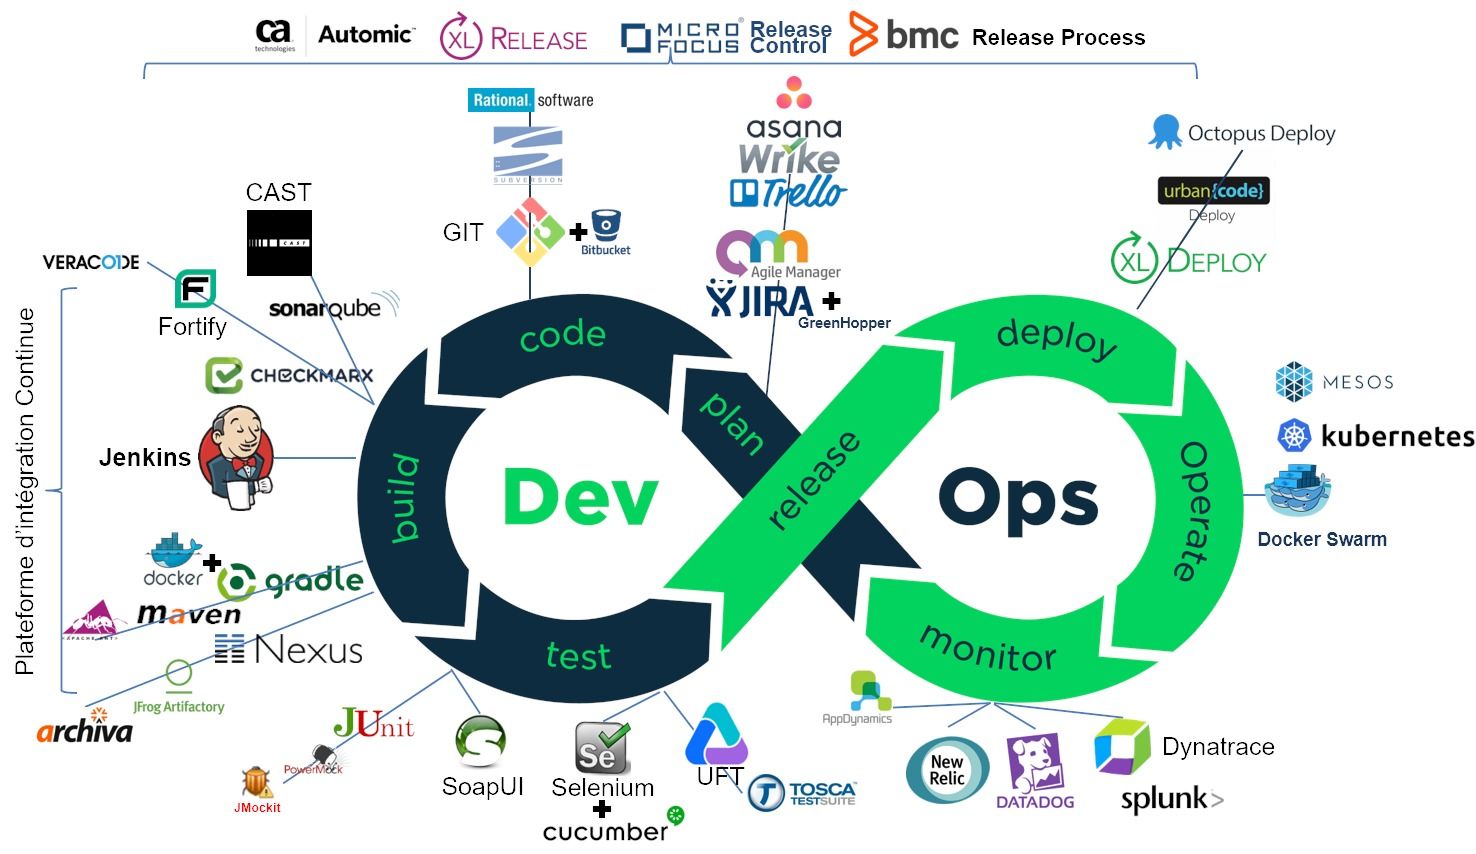 ca
technologies
Automic™
XL RELEASE
MICRO
FOCUS
Release
Control
bmc
Release Process
Rational. software
SUBVERSION
GIT
+
Bitbucket
asana
Wrike
Trello
Agile Manager
JIRA
+
GreenHopper
Octopus Deploy
urban{code}
Deploy
XL DEPLOY
CAST
CAST
VERACODE
F
Fortify
sonarqube
CHECKMARX
Jenkins
Plateforme d'intégration Continue
docker
+
gradle
APACHE ANT
maven
Nexus
JFrog Artifactory
archiva
code
plan
build
test
Dev
release
deploy
Operate
monitor
Ops
MESOS
kubernetes
Docker Swarm
JUnit
PowerMock
JMockit
SoapUI
Se
Selenium
+
cucumber
UFT
TOSCA
TESTSUITE
AppDynamics
New
Relic
DATADOG
Dynatrace
splunk>